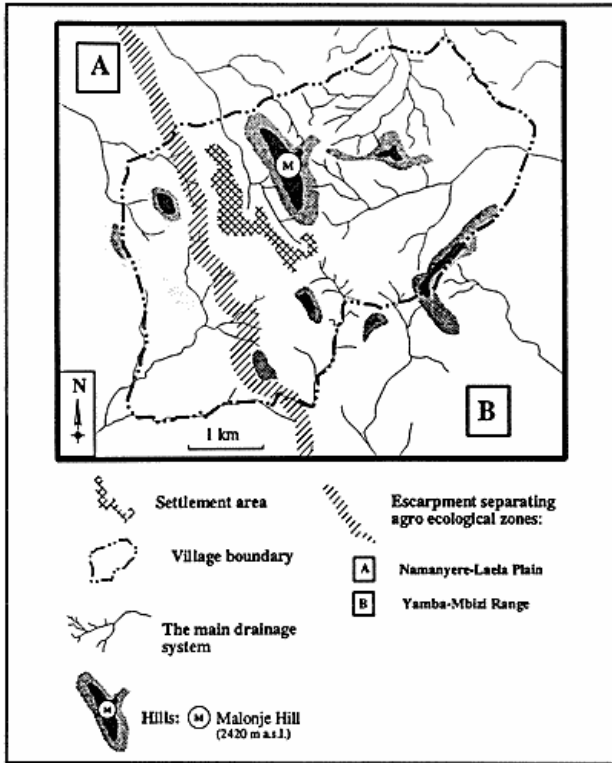 A
M
N
1 km
B
Settlement area
Village boundary
The main drainage
system
M
Hills: M Malonje Hill
(2420 m a.s.l.)
Escarpment separating
agro ecological zones:
A Namanyere-Laela Plain
B Yamba-Mbizi Range